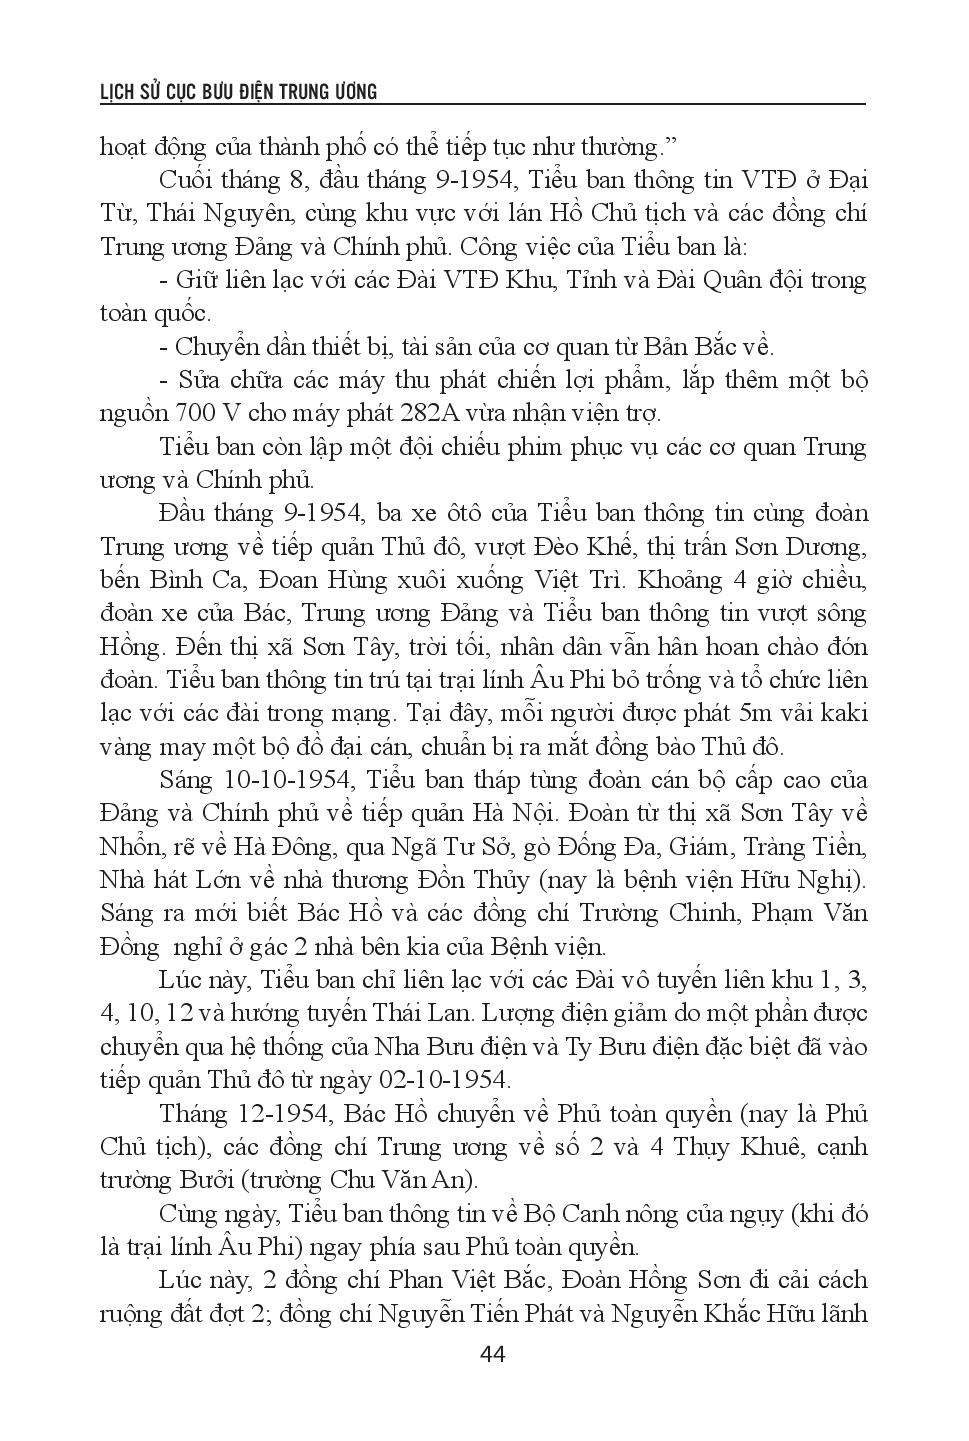 LỊCH SỬ CỤC BƯU ĐIỆN TRUNG ƯƠNG
hoạt động của thành phố có thể tiếp tục như thường.”
Cuối tháng 8, đầu tháng 9-1954, Tiểu ban thông tin VTĐ ở Đại
Từ, Thái Nguyên, cùng khu vực với lán Hồ Chủ tịch và các đồng chí
Trung ương Đảng và Chính phủ. Công việc của Tiểu ban là:
- Giữ liên lạc với các Đài VTĐ Khu, Tỉnh và Đài Quân đội trong
toàn quốc.
- Chuyển dần thiết bị, tài sản của cơ quan từ Bản Bắc về.
- Sửa chữa các máy thu phát chiến lợi phẩm, lắp thêm một bộ
nguồn 700 V cho máy phát 282A vừa nhận viện trợ.
Tiểu ban còn lập một đội chiếu phim phục vụ các cơ quan Trung
ương và Chính phủ.
Đầu tháng 9-1954, ba xe ôtô của Tiểu ban thông tin cùng đoàn
Trung ương về tiếp quản Thủ đô, vượt Đèo Khế, thị trấn Sơn Dương,
bến Bình Ca, Đoan Hùng xuôi xuống Việt Trì. Khoảng 4 giờ chiều,
đoàn xe của Bác, Trung ương Đảng và Tiểu ban thông tin vượt sông
Hồng. Đến thị xã Sơn Tây, trời tối, nhân dân vẫn hân hoan chào đón
đoàn. Tiểu ban thông tin trú tại trại lính Âu Phi bỏ trống và tổ chức liên
lạc với các đài trong mạng. Tại đây, mỗi người được phát 5m vải kaki
vàng may một bộ đồ đại cán, chuẩn bị ra mắt đồng bào Thủ đô.
Sáng 10-10-1954, Tiểu ban tháp tùng đoàn cán bộ cấp cao của
Đảng và Chính phủ về tiếp quản Hà Nội. Đoàn từ thị xã Sơn Tây về
Nhổn, rẽ về Hà Đông, qua Ngã Tư Sở, gò Đống Đa, Giám, Tràng Tiền,
Nhà hát Lớn về nhà thương Đồn Thủy (nay là bệnh viện Hữu Nghị).
Sáng ra mới biết Bác Hồ và các đồng chí Trường Chinh, Phạm Văn
Đồng  nghỉ ở gác 2 nhà bên kia của Bệnh viện.
Lúc này, Tiểu ban chỉ liên lạc với các Đài vô tuyến liên khu 1, 3,
4, 10, 12 và hướng tuyến Thái Lan. Lượng điện giảm do một phần được
chuyển qua hệ thống của Nha Bưu điện và Ty Bưu điện đặc biệt đã vào
tiếp quản Thủ đô từ ngày 02-10-1954.
Tháng 12-1954, Bác Hồ chuyển về Phủ toàn quyền (nay là Phủ
Chủ tịch), các đồng chí Trung ương về số 2 và 4 Thụy Khuê, cạnh
trường Bưởi (trường Chu Văn An).
Cùng ngày, Tiểu ban thông tin về Bộ Canh nông của ngụy (khi đó
là trại lính Âu Phi) ngay phía sau Phủ toàn quyền.
Lúc này, 2 đồng chí Phan Việt Bắc, Đoàn Hồng Sơn đi cải cách
ruộng đất đợt 2; đồng chí Nguyễn Tiến Phát và Nguyễn Khắc Hữu lãnh
44